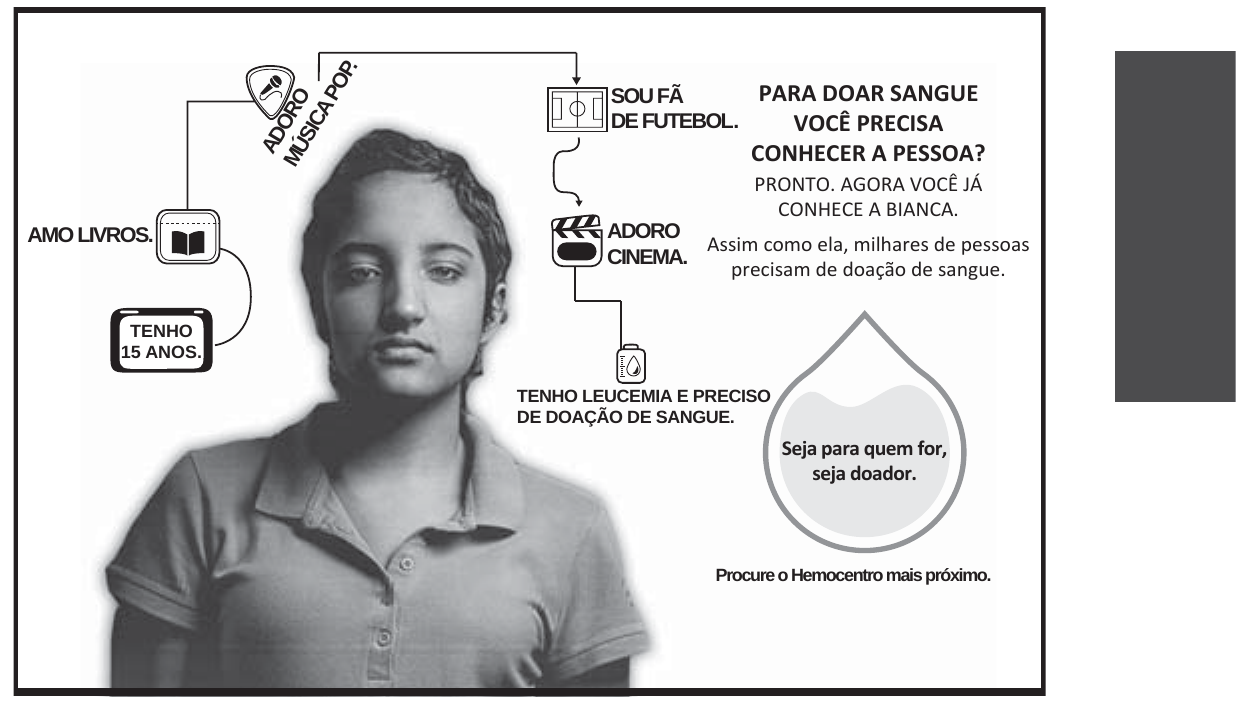 TENHO
15 ANOS.
AMO LIVROS.
ADORO
MÚSICA POP.
SOU FÃ
DE FUTEBOL.
ADORO
CINEMA.
TENHO LEUCEMIA E PRECISO
DE DOAÇÃO DE SANGUE.
PARA DOAR SANGUE
VOCÊ PRECISA
CONHECER A PESSOA?
PRONTO. AGORA VOCÊ JÁ
CONHECE A BIANCA.
Assim como ela, milhares de pessoas
precisam de doação de sangue.
Seja para quem for,
seja doador.
Procure o Hemocentro mais próximo.